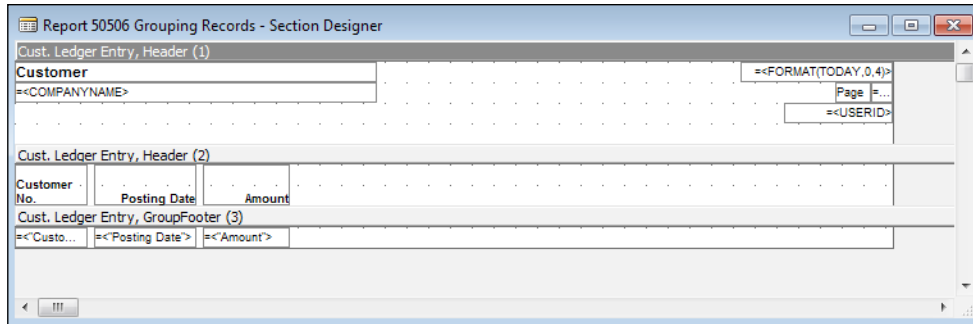 Report 50506 Grouping Records - Section Designer
Cust. Ledger Entry, Header (1)
Customer =<FORMAT(TODAY,0,4)>
=<COMPANYNAME> Page =...
=<USERID>
Cust. Ledger Entry, Header (2)
Customer
No. Posting Date Amount
Cust. Ledger Entry, GroupFooter (3)
=<"Custo... =<"Posting Date"> =<"Amount">